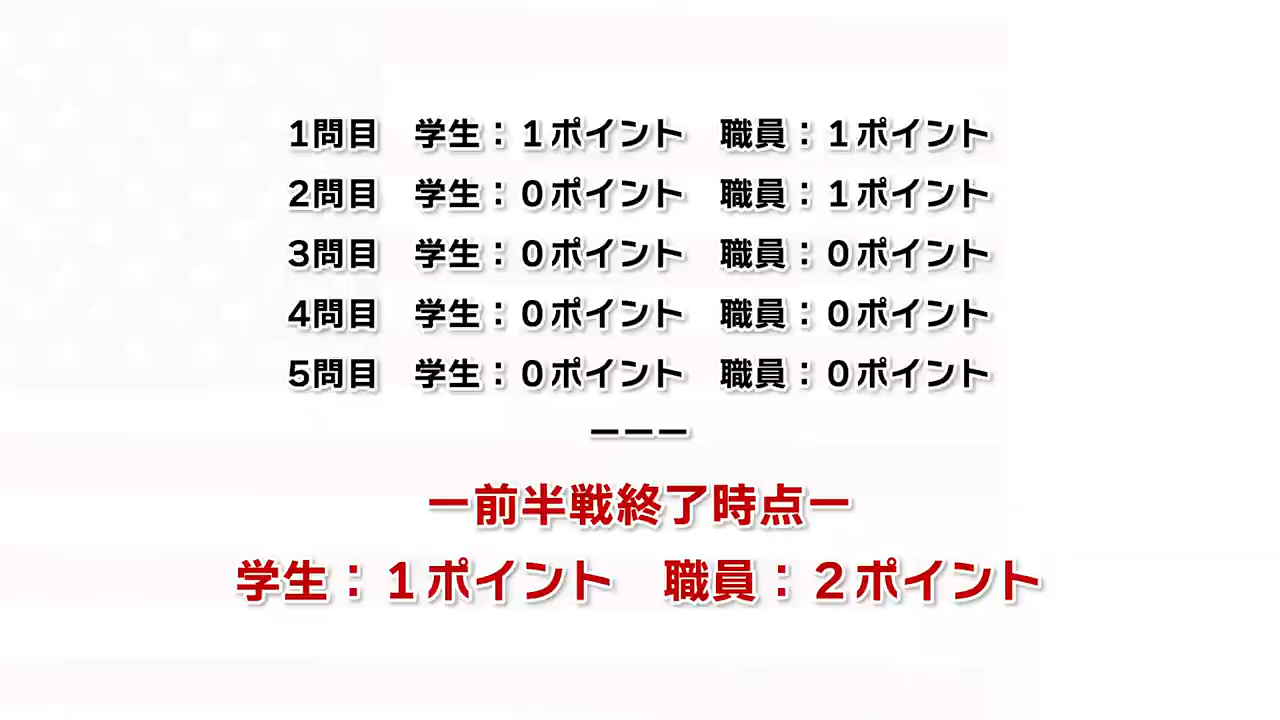 1問目　学生：１ポイント　職員：１ポイント
2問目　学生：０ポイント　職員：１ポイント
3問目　学生：０ポイント　職員：０ポイント
4問目　学生：０ポイント　職員：０ポイント
5問目　学生：０ポイント　職員：０ポイント
ーーー
ー前半戦終了時点ー
学生：１ポイント　職員：２ポイント